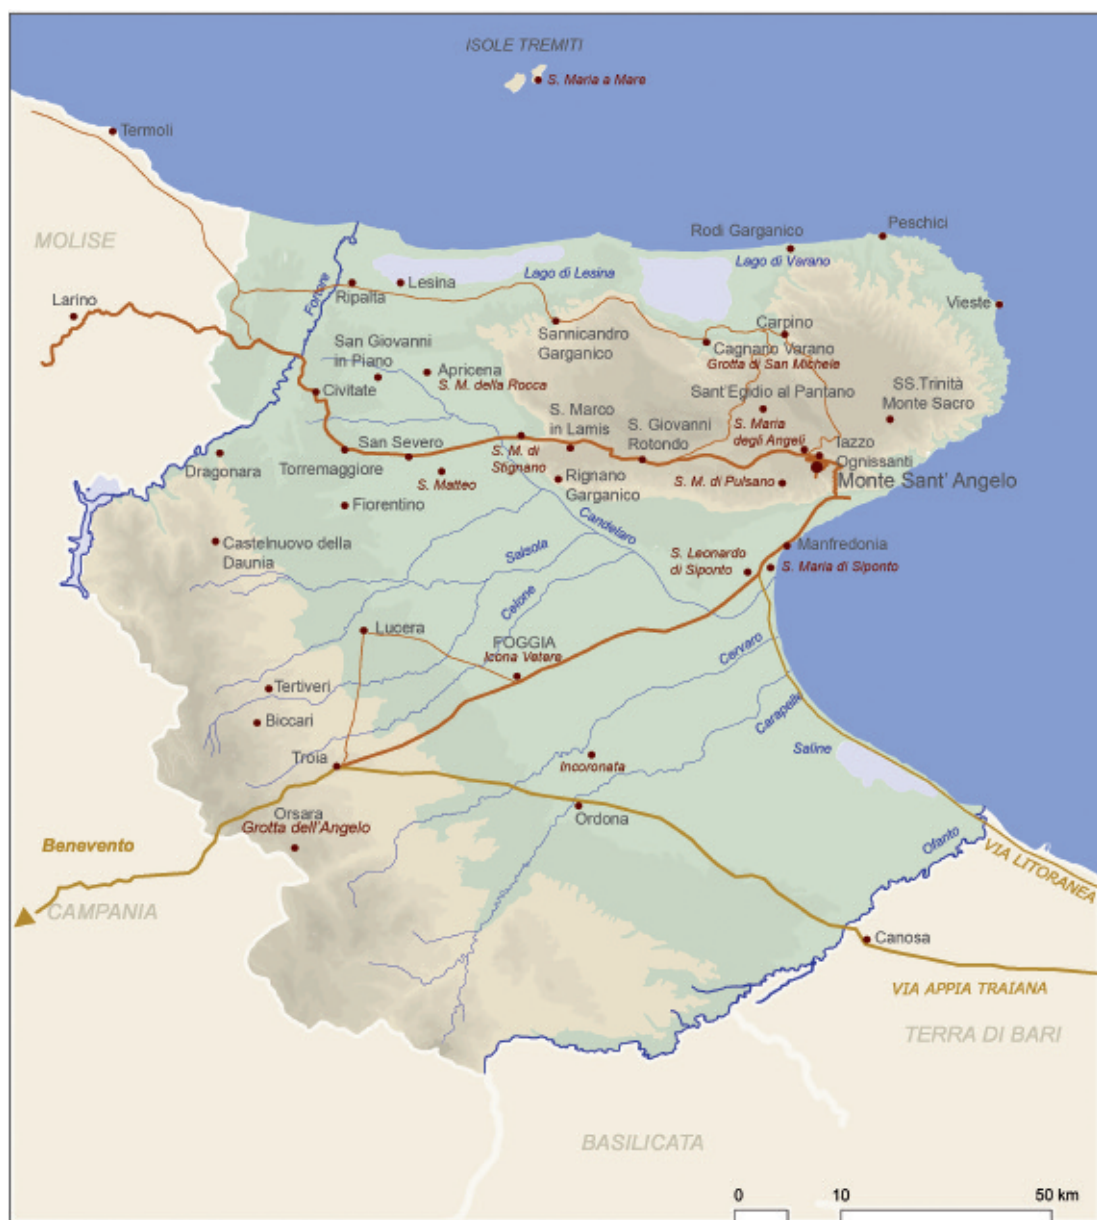 ISOLE TREMITI
S. Maria a Mare
Termoli
MOLISE
Peschici
Rodi Garganico
Lago di Varano
Lago di Lesina
Fortore
Lesina
Ripalta
Larino
Vieste
Sannicandro
Garganico
Carpino
Cagnano Varano
Grotta di San Michele
San Giovanni
in Piano
Apricena
S. M. della Rocca
Civitate
Sant'Egidio al Pantano
SS.Trinità
Monte Sacro
S. Marco
in Lamis
S. Giovanni
Rotondo
S. Maria
degli Angeli
Iazzo
Ognissanti
Monte Sant' Angelo
San Severo
S. M. di
Stignano
Dragonara
Torremaggiore
S. Matteo
Rignano
Garganico
S. M. di Pulsano
Fiorentino
Candelaro
Castelnuovo della
Daunia
Salsola
S. Leonardo
di Siponto
Manfredonia
S. Maria di Siponto
Celone
Lucera
FOGGIA
Icona Vetere
Cervaro
Tertiveri
Biccari
Carapelle
Troia
Saline
Incoronata
Orsara
Grotta dell'Angelo
Ordona
Benevento
Ofanto
VIA LITORANEA
CAMPANIA
Canosa
VIA APPIA TRAIANA
TERRA DI BARI
BASILICATA
0 10 50 km